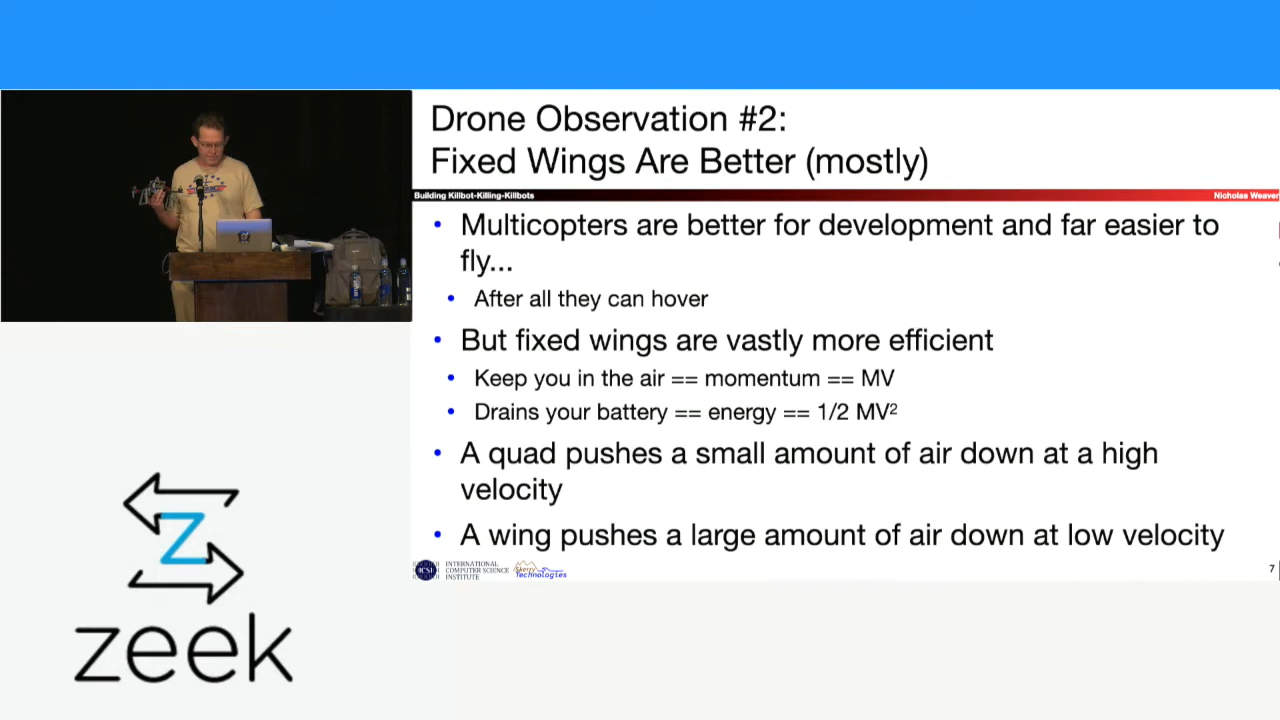 Drone Observation #2:
Fixed Wings Are Better (mostly)
Building Killbot-Killing-Killbots
Nicholas Weaver
• Multicopters are better for development and far easier to
fly...
• After all they can hover
• But fixed wings are vastly more efficient
• Keep you in the air == momentum == MV
• Drains your battery == energy == 1/2 MV²
• A quad pushes a small amount of air down at a high
velocity
• A wing pushes a large amount of air down at low velocity
ICSI
INTERNATIONAL
COMPUTER SCIENCE
INSTITUTE
Skerry
Technologies
7
z
zeek